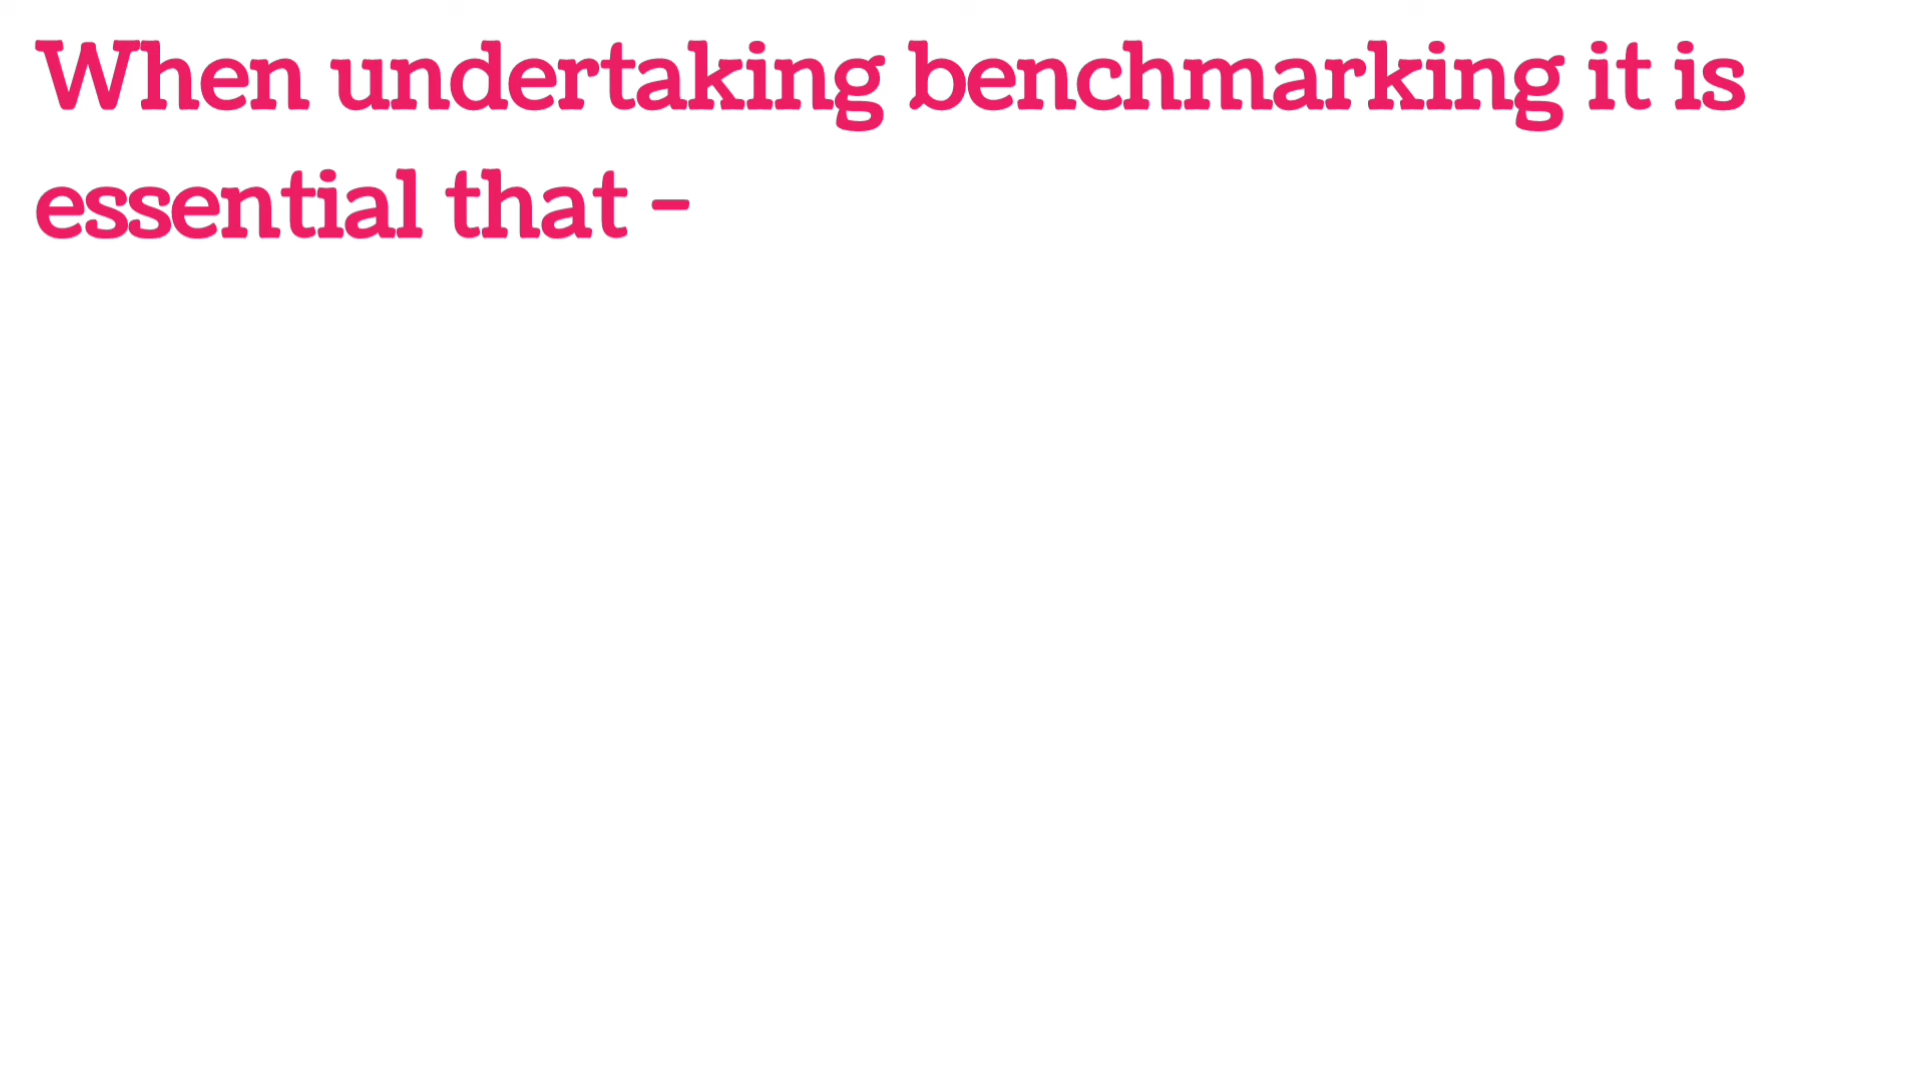 When undertaking benchmarking it is
essential that -